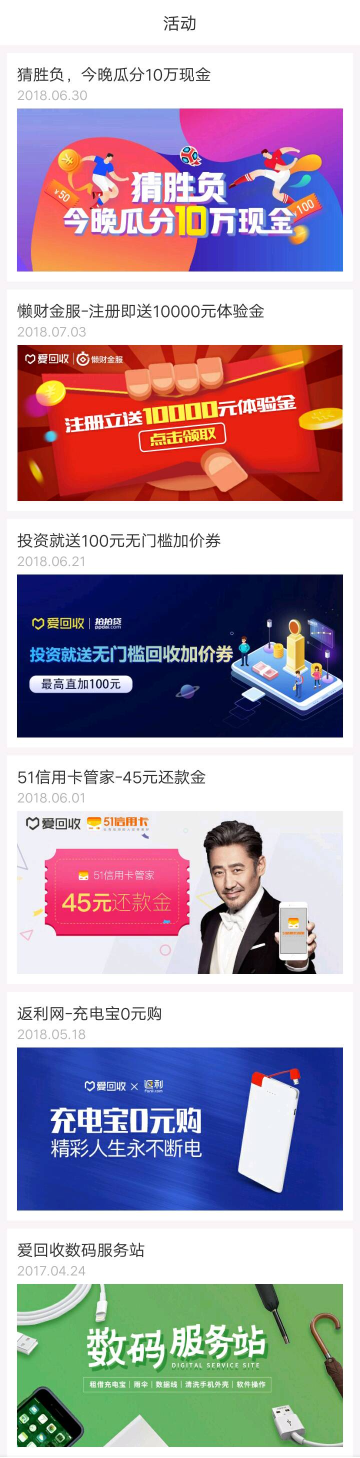 活动
猜胜负，今晚瓜分10万现金
2018.06.30
¥50
猜胜负
今晚瓜分10万现金
¥100
懒财金服-注册即送10000元体验金
2018.07.03
爱回收 | 懒财金服
注册立送10000元体验金
点击领取
投资就送100元无门槛加价券
2018.06.21
爱回收 | 拍拍贷
ppdai.com
投资就送无门槛回收加价券
最高直加100元
51信用卡管家-45元还款金
2018.06.01
爱回收 51信用卡
51信用卡管家
45元还款金
返利网-充电宝0元购
2018.05.18
爱回收 × 返利
充电宝0元购
精彩人生永不断电
爱回收数码服务站
2017.04.24
数码服务站
DIGITAL SERVICE SITE
租借充电宝 | 雨伞 | 数据线 | 清洗手机外壳 | 软件操作